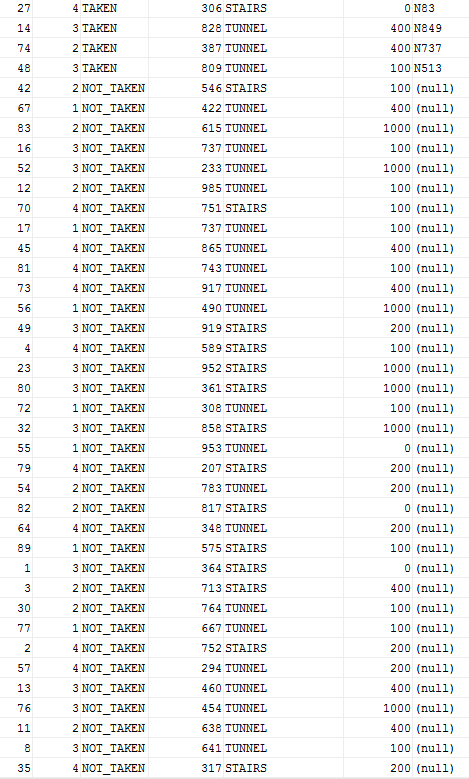 27 4 TAKEN 306 STAIRS 0 N83
14 3 TAKEN 828 TUNNEL 400 N849
74 2 TAKEN 387 TUNNEL 400 N737
48 3 TAKEN 809 TUNNEL 100 N513
42 2 NOT_TAKEN 546 STAIRS 100 (null)
67 1 NOT_TAKEN 422 TUNNEL 400 (null)
83 2 NOT_TAKEN 615 TUNNEL 1000 (null)
16 3 NOT_TAKEN 737 TUNNEL 100 (null)
52 3 NOT_TAKEN 233 TUNNEL 1000 (null)
12 2 NOT_TAKEN 985 TUNNEL 100 (null)
70 4 NOT_TAKEN 751 STAIRS 100 (null)
17 1 NOT_TAKEN 737 TUNNEL 100 (null)
45 4 NOT_TAKEN 865 TUNNEL 400 (null)
81 4 NOT_TAKEN 743 TUNNEL 100 (null)
73 4 NOT_TAKEN 917 TUNNEL 400 (null)
56 1 NOT_TAKEN 490 TUNNEL 1000 (null)
49 3 NOT_TAKEN 919 STAIRS 200 (null)
4 4 NOT_TAKEN 589 STAIRS 100 (null)
23 3 NOT_TAKEN 952 STAIRS 1000 (null)
80 3 NOT_TAKEN 361 STAIRS 1000 (null)
72 1 NOT_TAKEN 308 TUNNEL 100 (null)
32 3 NOT_TAKEN 858 STAIRS 1000 (null)
55 1 NOT_TAKEN 953 TUNNEL 0 (null)
79 4 NOT_TAKEN 207 STAIRS 200 (null)
54 2 NOT_TAKEN 783 TUNNEL 200 (null)
82 2 NOT_TAKEN 817 STAIRS 0 (null)
64 4 NOT_TAKEN 348 TUNNEL 200 (null)
89 1 NOT_TAKEN 575 STAIRS 100 (null)
1 3 NOT_TAKEN 364 STAIRS 0 (null)
3 2 NOT_TAKEN 713 STAIRS 400 (null)
30 2 NOT_TAKEN 764 TUNNEL 100 (null)
77 1 NOT_TAKEN 667 TUNNEL 100 (null)
2 4 NOT_TAKEN 752 STAIRS 200 (null)
57 4 NOT_TAKEN 294 TUNNEL 200 (null)
13 3 NOT_TAKEN 460 TUNNEL 400 (null)
76 3 NOT_TAKEN 454 TUNNEL 1000 (null)
11 2 NOT_TAKEN 638 TUNNEL 400 (null)
8 3 NOT_TAKEN 641 TUNNEL 100 (null)
35 4 NOT_TAKEN 317 STAIRS 200 (null)